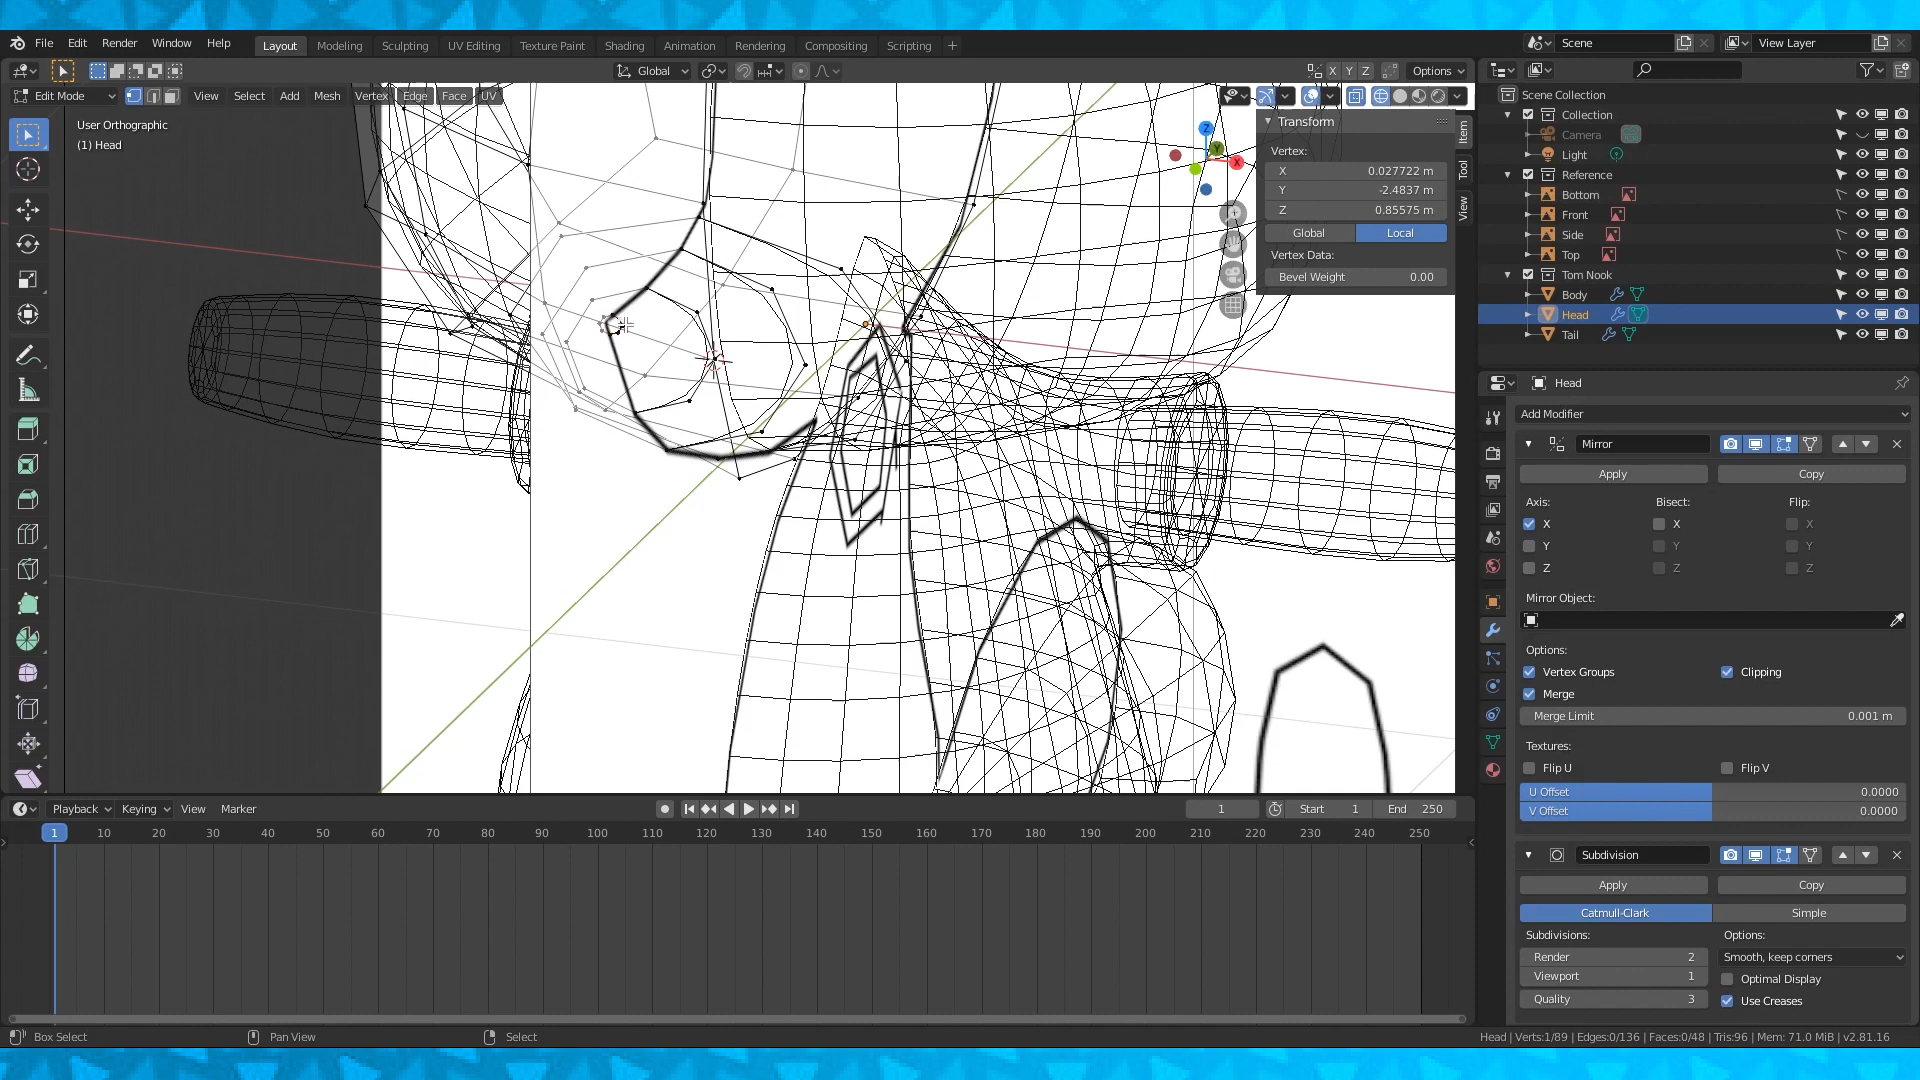 File Edit Render Window Help Layout Modeling Sculpting UV Editing Texture Paint Shading Animation Rendering Compositing Scripting + Scene View Layer
Global X Y Z Options
Edit Mode View Select Add Mesh Vertex Edge Face UV
User Orthographic
(1) Head
Z
Y
X
Transform
Vertex:
X 0.027722 m
Y -2.4837 m
Z 0.85575 m
Global Local
Vertex Data:
Bevel Weight 0.00
Item
Tool
View
Scene Collection
Collection
Camera
Light
Reference
Bottom
Front
Side
Top
Tom Nook
Body
Head
Tail
Head
Add Modifier
Mirror
Apply Copy
Axis: Bisect: Flip:
X X X
Y Y Y
Z Z Z
Mirror Object:
Options:
Vertex Groups Clipping
Merge
Merge Limit 0.001 m
Textures:
Flip U Flip V
U Offset 0.0000
V Offset 0.0000
Subdivision
Apply Copy
Catmull-Clark Simple
Subdivisions: Options:
Render 2 Smooth, keep corners
Viewport 1 Optimal Display
Quality 3 Use Creases
Playback Keying View Marker 1 Start 1 End 250
1 10 20 30 40 50 60 70 80 90 100 110 120 130 140 150 160 170 180 190 200 210 220 230 240 250
Box Select Pan View Select Head | Verts:1/89 | Edges:0/136 | Faces:0/48 | Tris:96 | Mem: 71.0 MiB | v2.81.16